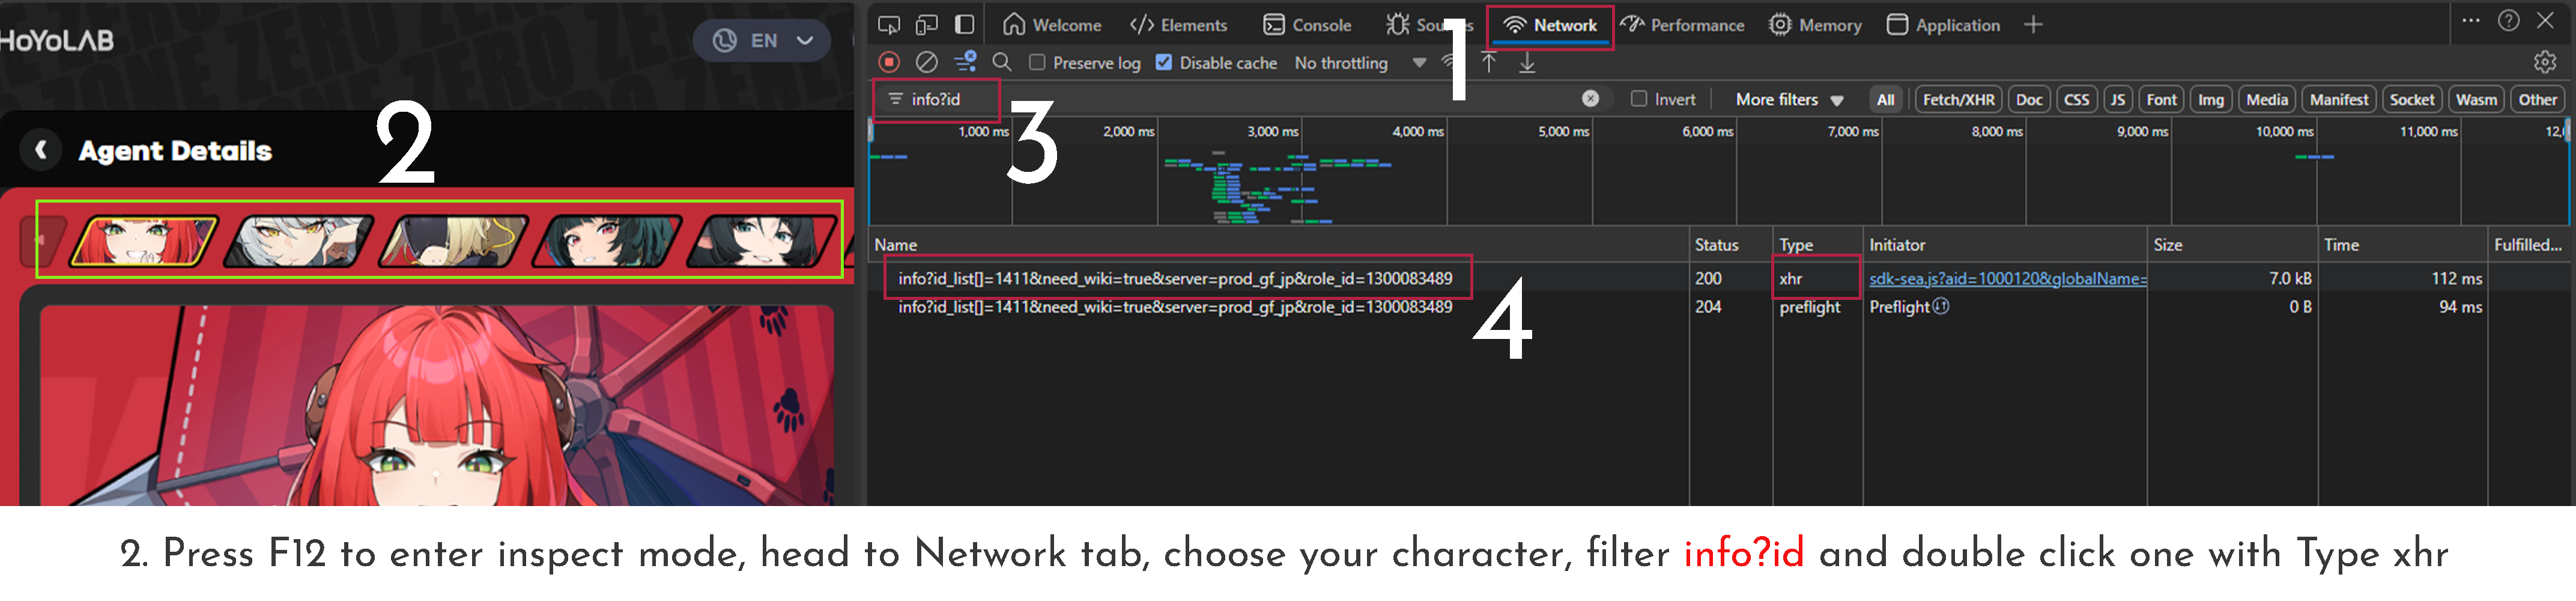 HoYoLAB
EN
Agent Details
2
Welcome
Elements
Console
Sources
1
Network
Performance
Memory
Application
Preserve log
Disable cache
No throttling
info?id
3
Invert
More filters
All
Fetch/XHR
Doc
CSS
JS
Font
Img
Media
Manifest
Socket
Wasm
Other
1,000 ms
2,000 ms
3,000 ms
4,000 ms
5,000 ms
6,000 ms
7,000 ms
8,000 ms
9,000 ms
10,000 ms
11,000 ms
12,
Name Status Type Initiator Size Time Fulfilled...
info?id_list[]=1411&need_wiki=true&server=prod_gf_jp&role_id=1300083489 200 xhr sdk-sea.js?aid=1000120&globalName= 7.0 kB 112 ms
info?id_list[]=1411&need_wiki=true&server=prod_gf_jp&role_id=1300083489 204 preflight Preflight 0 B 94 ms
4
2. Press F12 to enter inspect mode, head to Network tab, choose your character, filter info?id and double click one with Type xhr